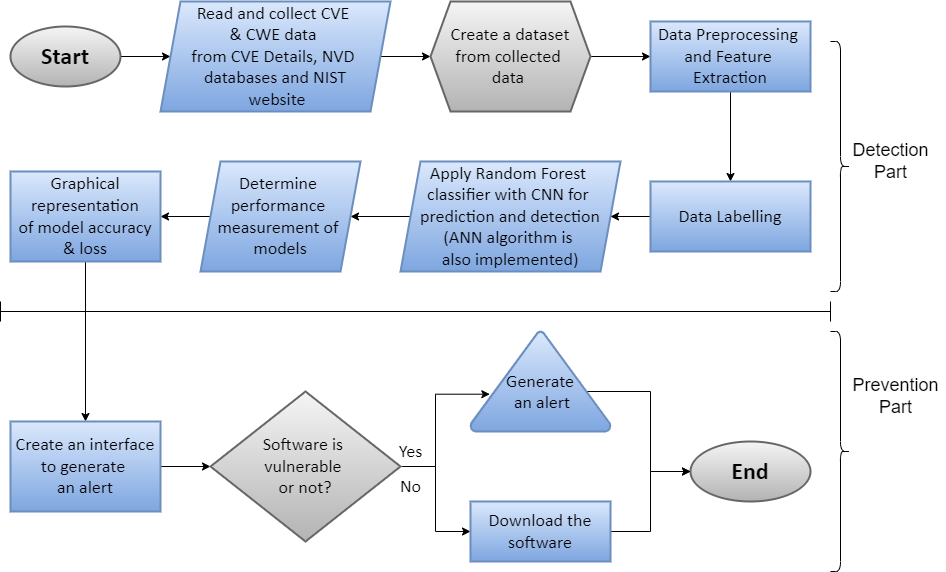 Start
Read and collect CVE
& CWE data
from CVE Details, NVD
databases and NIST
website
Create a dataset
from collected
data
Data Preprocessing
and Feature
Extraction
Detection
Part
Data Labelling
Apply Random Forest
classifier with CNN for
prediction and detection
(ANN algorithm is
also implemented)
Determine
performance
measurement of
models
Graphical
representation
of model accuracy
& loss
Create an interface
to generate
an alert
Software is
vulnerable
or not?
Yes
No
Generate
an alert
Download the
software
End
Prevention
Part